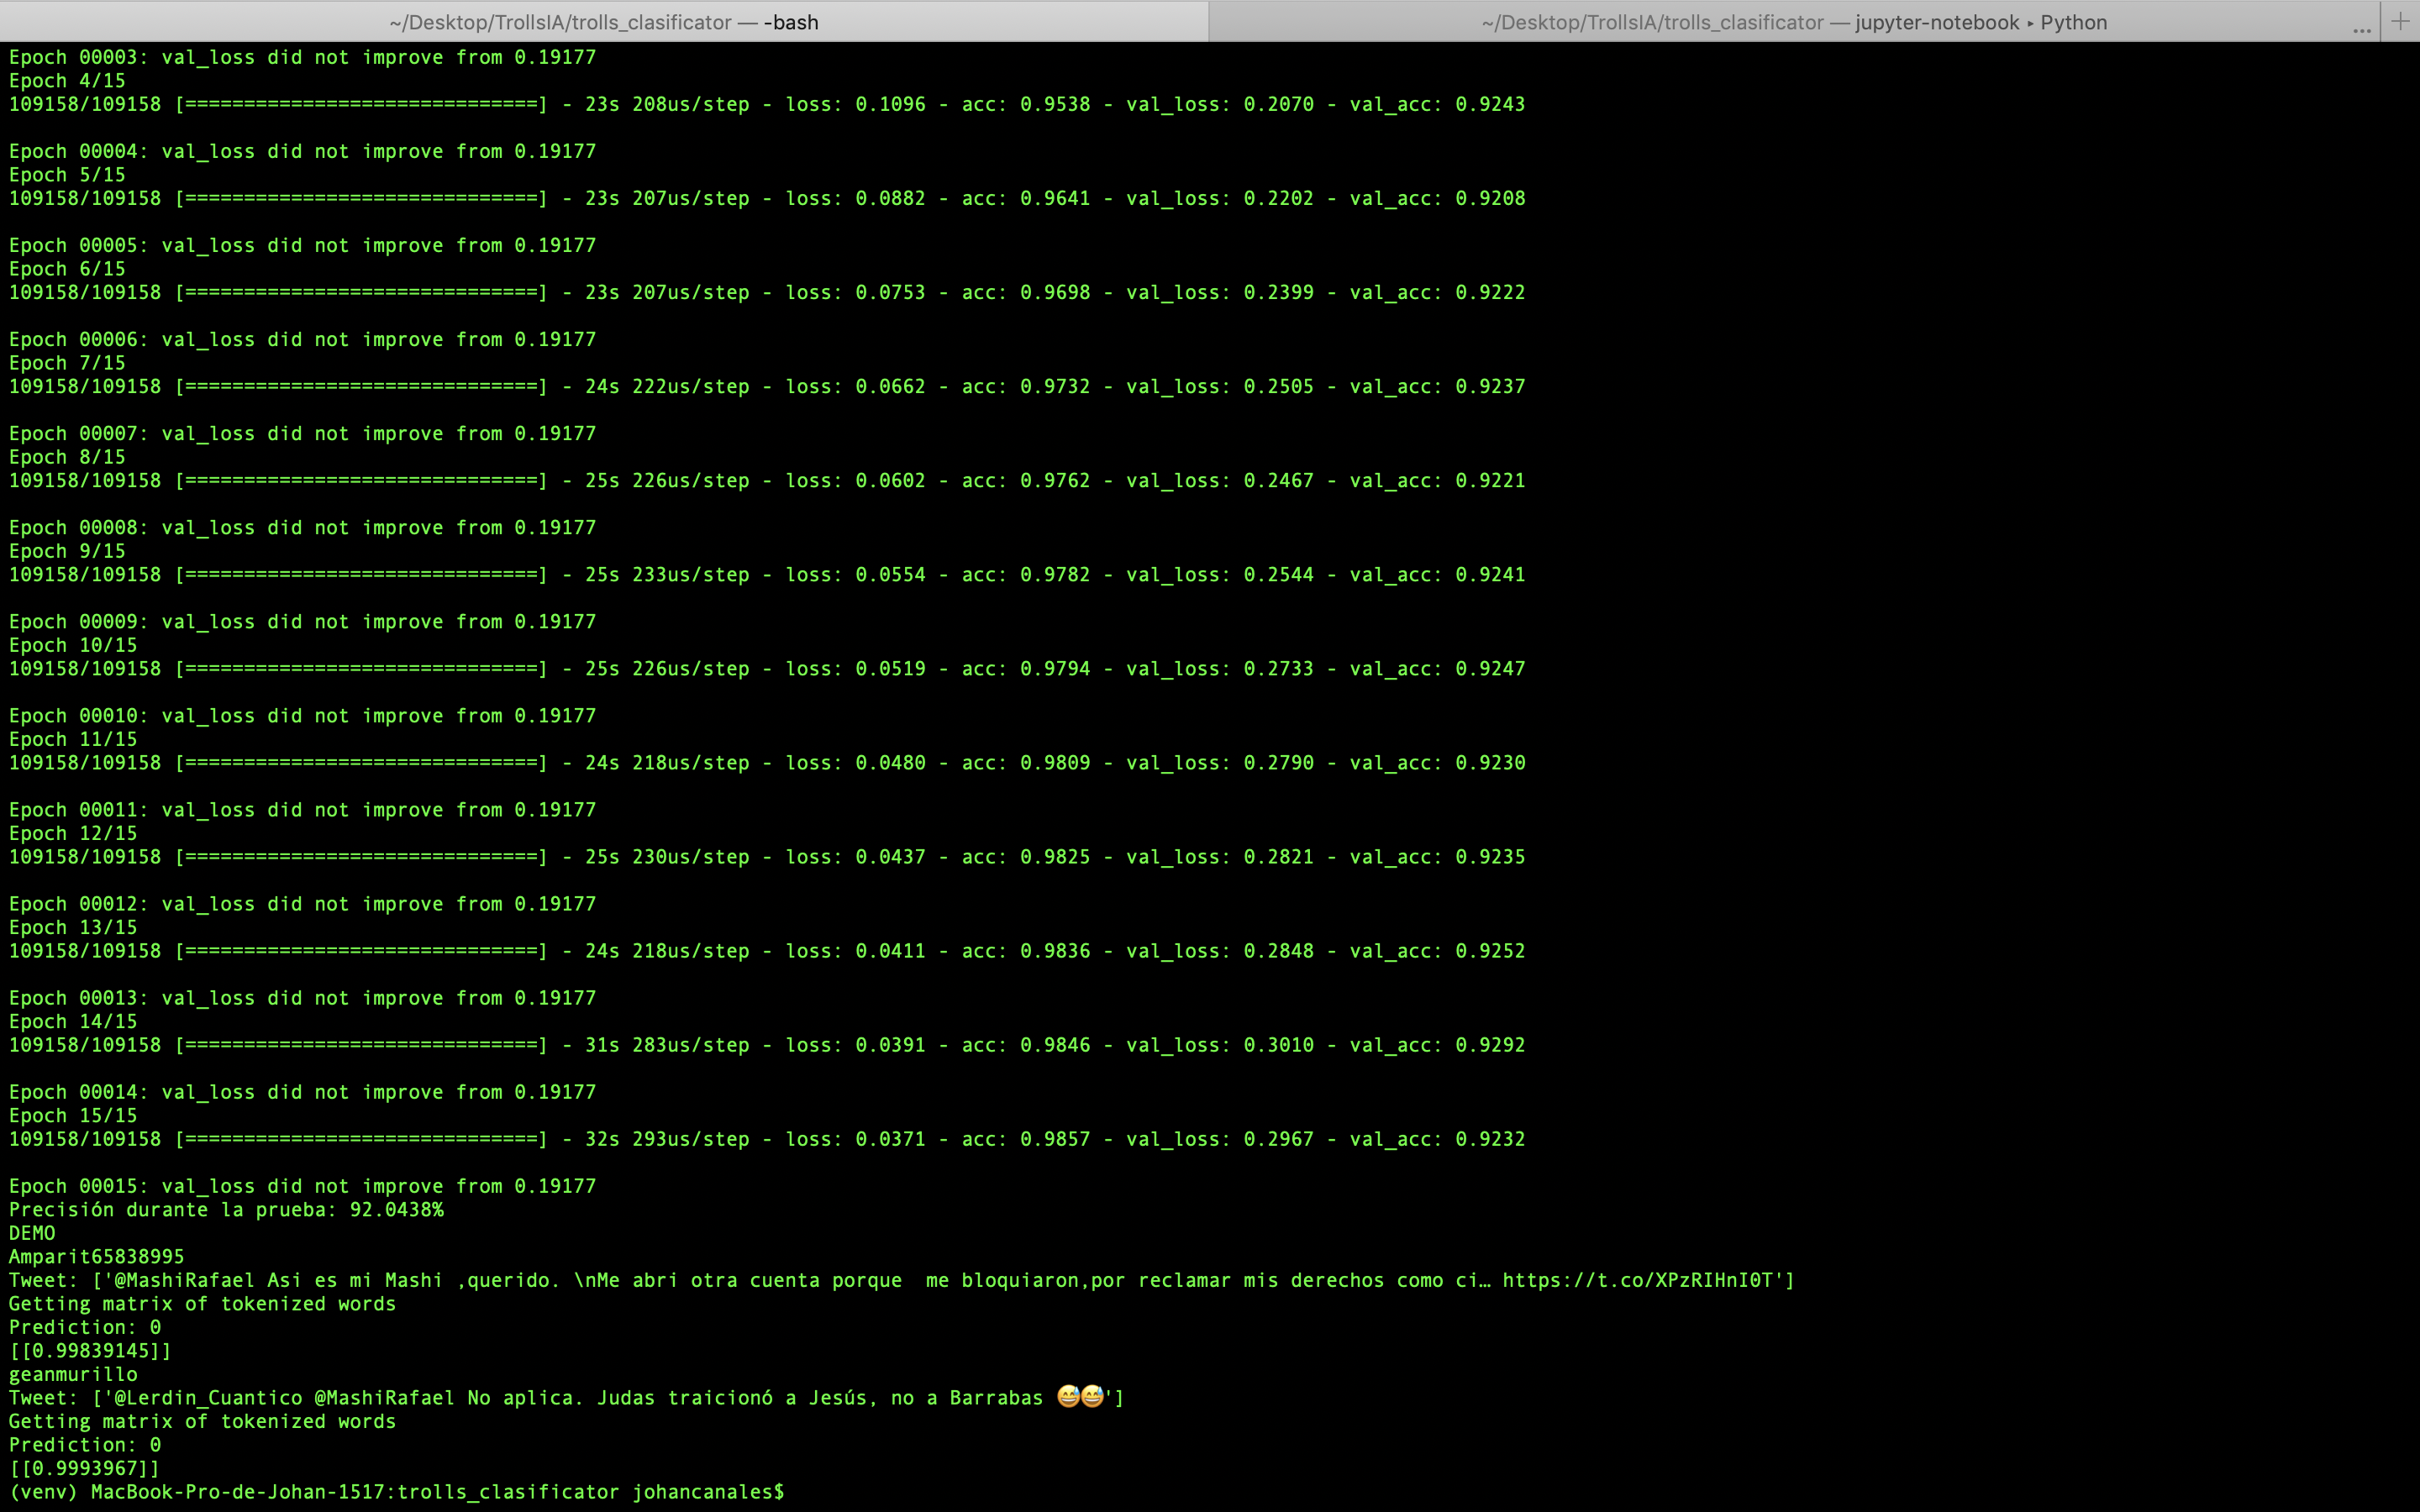 ~/Desktop/TrollsIA/trolls_clasificator — -bash
~/Desktop/TrollsIA/trolls_clasificator — jupyter-notebook ▸ Python
... +
Epoch 00003: val_loss did not improve from 0.19177
Epoch 4/15
109158/109158 [==============================] - 23s 208us/step - loss: 0.1096 - acc: 0.9538 - val_loss: 0.2070 - val_acc: 0.9243
Epoch 00004: val_loss did not improve from 0.19177
Epoch 5/15
109158/109158 [==============================] - 23s 207us/step - loss: 0.0882 - acc: 0.9641 - val_loss: 0.2202 - val_acc: 0.9208
Epoch 00005: val_loss did not improve from 0.19177
Epoch 6/15
109158/109158 [==============================] - 23s 207us/step - loss: 0.0753 - acc: 0.9698 - val_loss: 0.2399 - val_acc: 0.9222
Epoch 00006: val_loss did not improve from 0.19177
Epoch 7/15
109158/109158 [==============================] - 24s 222us/step - loss: 0.0662 - acc: 0.9732 - val_loss: 0.2505 - val_acc: 0.9237
Epoch 00007: val_loss did not improve from 0.19177
Epoch 8/15
109158/109158 [==============================] - 25s 226us/step - loss: 0.0602 - acc: 0.9762 - val_loss: 0.2467 - val_acc: 0.9221
Epoch 00008: val_loss did not improve from 0.19177
Epoch 9/15
109158/109158 [==============================] - 25s 233us/step - loss: 0.0554 - acc: 0.9782 - val_loss: 0.2544 - val_acc: 0.9241
Epoch 00009: val_loss did not improve from 0.19177
Epoch 10/15
109158/109158 [==============================] - 25s 226us/step - loss: 0.0519 - acc: 0.9794 - val_loss: 0.2733 - val_acc: 0.9247
Epoch 00010: val_loss did not improve from 0.19177
Epoch 11/15
109158/109158 [==============================] - 24s 218us/step - loss: 0.0480 - acc: 0.9809 - val_loss: 0.2790 - val_acc: 0.9230
Epoch 00011: val_loss did not improve from 0.19177
Epoch 12/15
109158/109158 [==============================] - 25s 230us/step - loss: 0.0437 - acc: 0.9825 - val_loss: 0.2821 - val_acc: 0.9235
Epoch 00012: val_loss did not improve from 0.19177
Epoch 13/15
109158/109158 [==============================] - 24s 218us/step - loss: 0.0411 - acc: 0.9836 - val_loss: 0.2848 - val_acc: 0.9252
Epoch 00013: val_loss did not improve from 0.19177
Epoch 14/15
109158/109158 [==============================] - 31s 283us/step - loss: 0.0391 - acc: 0.9846 - val_loss: 0.3010 - val_acc: 0.9292
Epoch 00014: val_loss did not improve from 0.19177
Epoch 15/15
109158/109158 [==============================] - 32s 293us/step - loss: 0.0371 - acc: 0.9857 - val_loss: 0.2967 - val_acc: 0.9232
Epoch 00015: val_loss did not improve from 0.19177
Precisión durante la prueba: 92.0438%
DEMO
Amparit65838995
Tweet: ['@MashiRafael Asi es mi Mashi ,querido. \nMe abri otra cuenta porque  me bloquiaron,por reclamar mis derechos como ci… https://t.co/XPzRIHnI0T']
Getting matrix of tokenized words
Prediction: 0
[[0.99839145]]
geanmurillo
Tweet: ['@Lerdin_Cuantico @MashiRafael No aplica. Judas traicionó a Jesús, no a Barrabas 😅😅']
Getting matrix of tokenized words
Prediction: 0
[[0.9993967]]
(venv) MacBook-Pro-de-Johan-1517:trolls_clasificator johancanales$